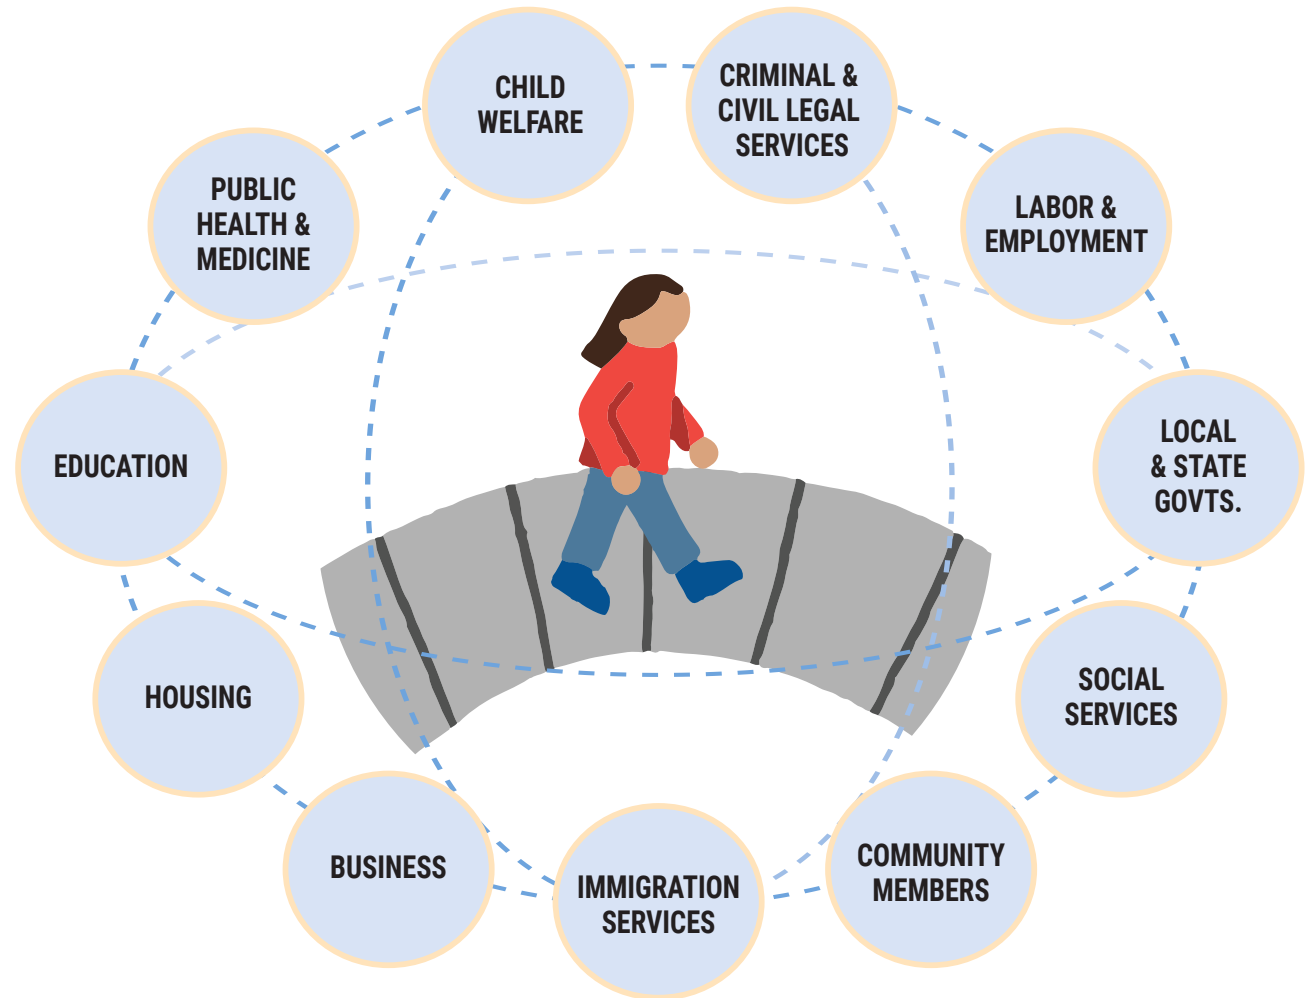 CHILD
WELFARE
CRIMINAL &
CIVIL LEGAL
SERVICES
PUBLIC
HEALTH &
MEDICINE
LABOR &
EMPLOYMENT
EDUCATION
LOCAL
& STATE
GOVTS.
HOUSING
SOCIAL
SERVICES
BUSINESS
IMMIGRATION
SERVICES
COMMUNITY
MEMBERS